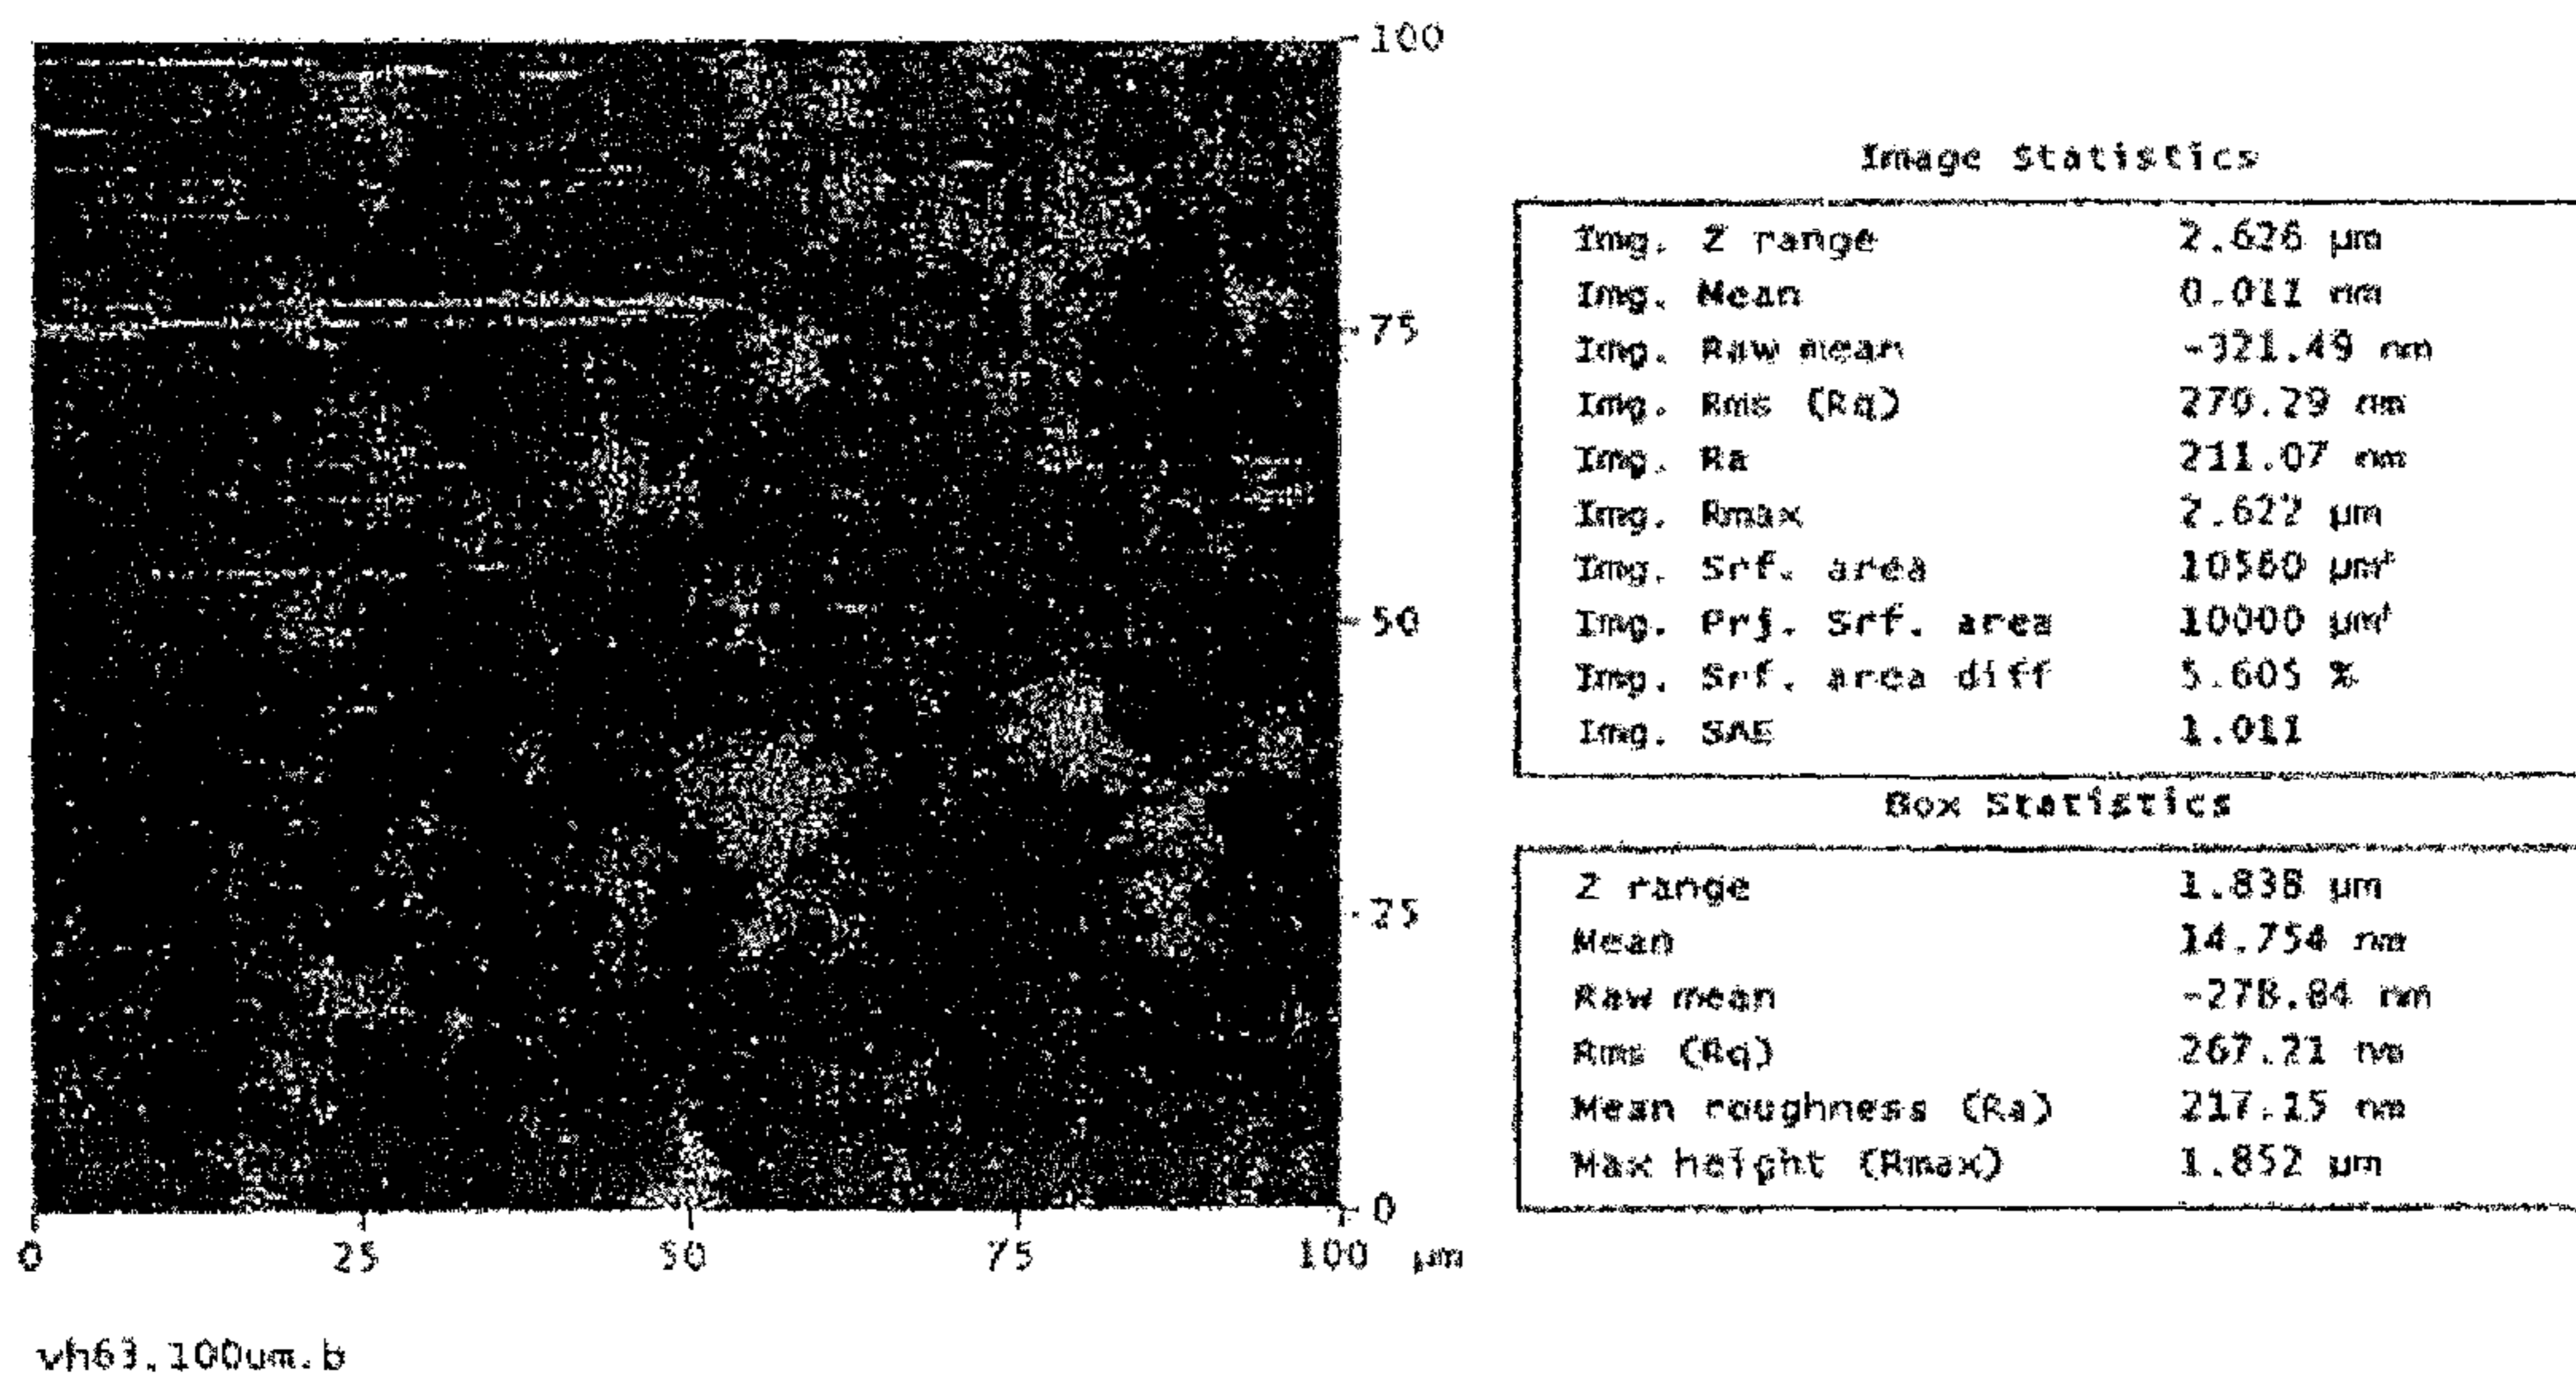 100
75
50
25
0
0 25 50 75 100 µm
vh63.100um.b
Image Statistics
Img. Z range 2.626 µm
Img. Mean 0.011 nm
Img. Raw mean -321.49 nm
Img. Rms (Rq) 270.29 nm
Img. Ra 211.07 nm
Img. Rmax 2.622 µm
Img. Srf. area 10560 µm²
Img. Prj. Srf. area 10000 µm²
Img. Srf. area diff 5.605 %
Img. SAE 1.011
Box Statistics
Z range 1.838 µm
Mean 14.754 nm
Raw mean -278.84 nm
Rms (Rq) 267.21 nm
Mean roughness (Ra) 217.15 nm
Max height (Rmax) 1.852 µm